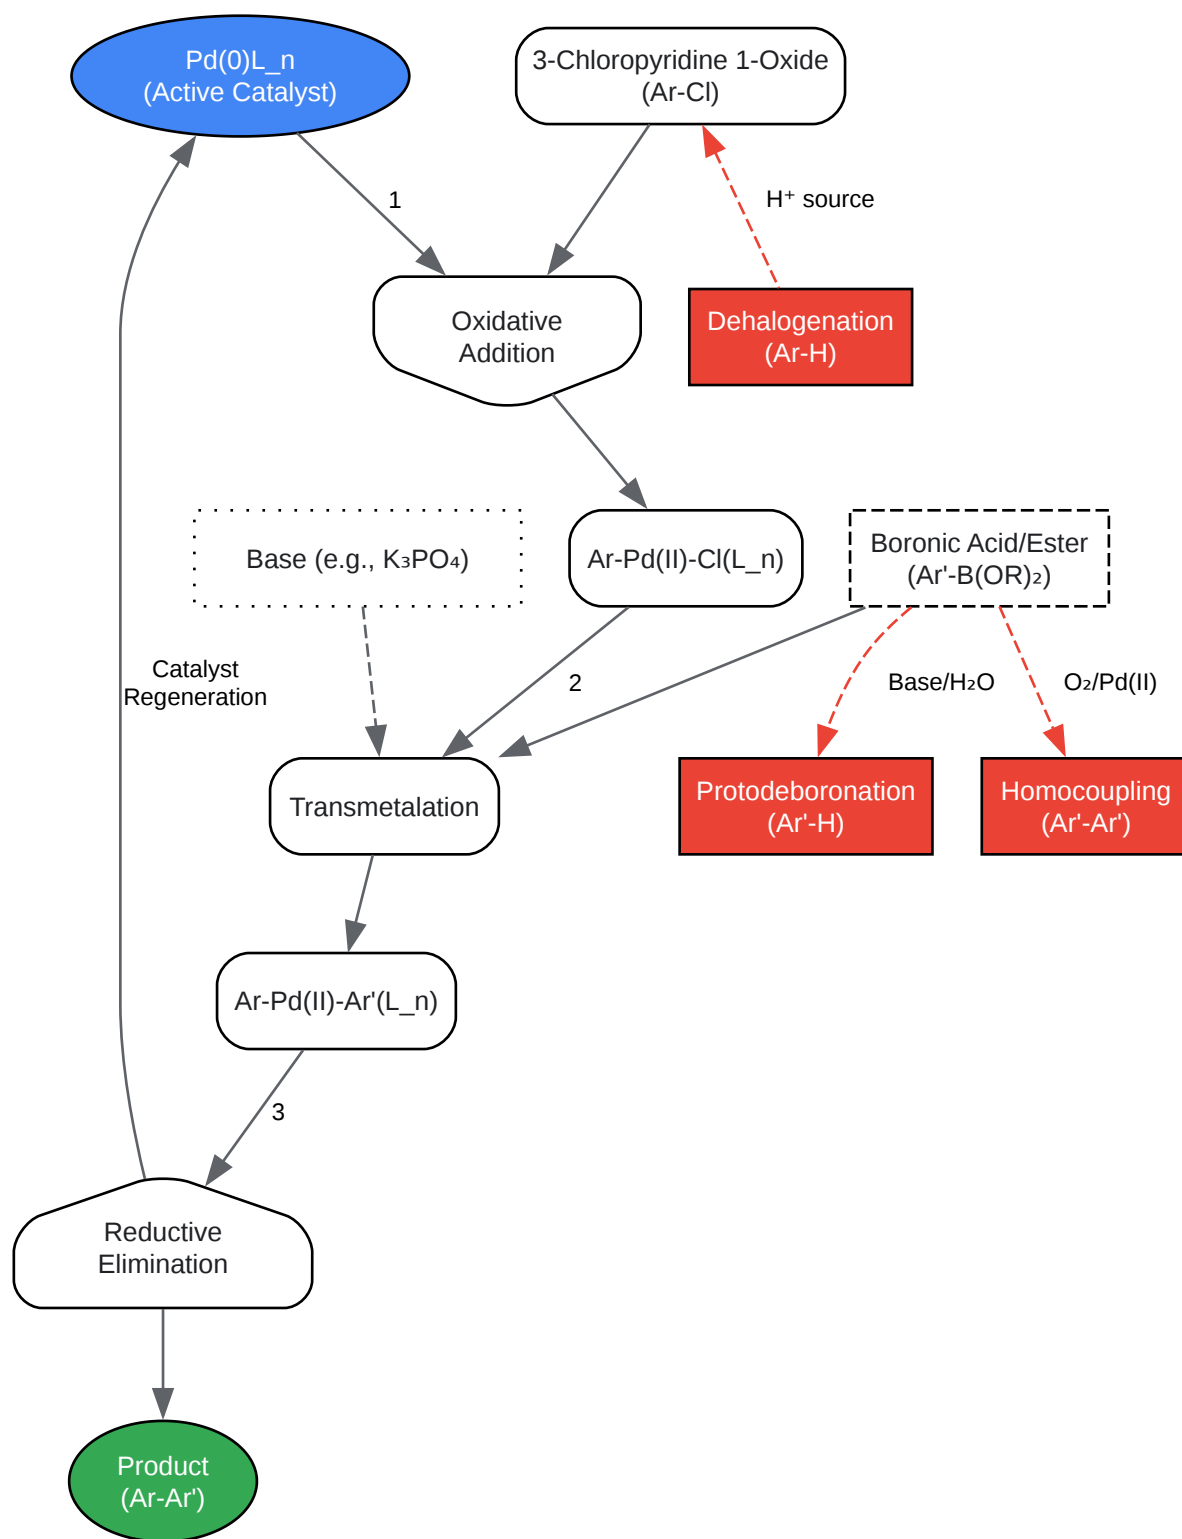 Pd(0)L_n
(Active Catalyst)
3-Chloropyridine 1-Oxide
(Ar-Cl)
1
H⁺ source
Oxidative
Addition
Dehalogenation
(Ar-H)
Base (e.g., K₃PO₄)
Ar-Pd(II)-Cl(L_n)
Boronic Acid/Ester
(Ar'-B(OR)₂)
Catalyst
Regeneration
2
Base/H₂O
O₂/Pd(II)
Transmetalation
Protodeboronation
(Ar'-H)
Homocoupling
(Ar'-Ar')
Ar-Pd(II)-Ar'(L_n)
3
Reductive
Elimination
Product
(Ar-Ar')